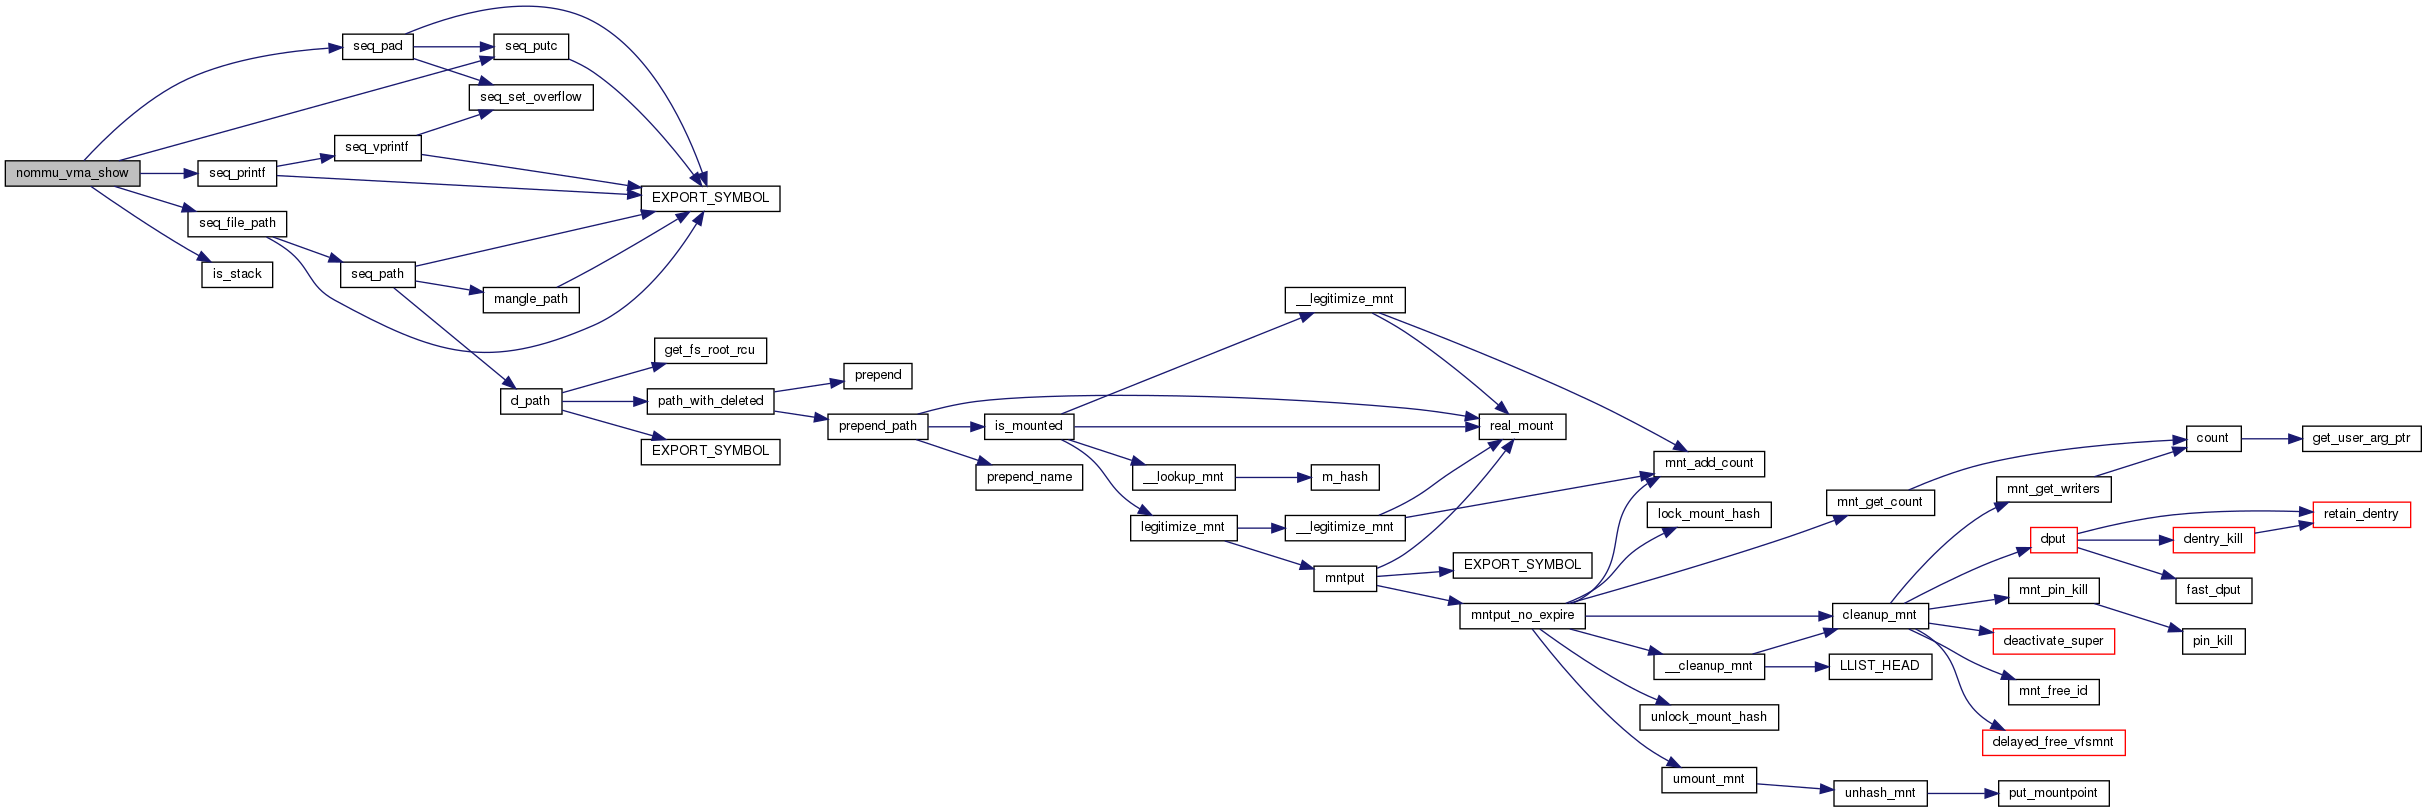 nommu_vma_show
seq_pad
seq_putc
seq_set_overflow
seq_vprintf
seq_printf
EXPORT_SYMBOL
seq_file_path
is_stack
seq_path
mangle_path
d_path
get_fs_root_rcu
path_with_deleted
EXPORT_SYMBOL
prepend
prepend_path
is_mounted
prepend_name
__legitimize_mnt
real_mount
__lookup_mnt
m_hash
legitimize_mnt
__legitimize_mnt
mntput
EXPORT_SYMBOL
mntput_no_expire
mnt_add_count
lock_mount_hash
__cleanup_mnt
unlock_mount_hash
umount_mnt
mnt_get_count
cleanup_mnt
LLIST_HEAD
unhash_mnt
mnt_get_writers
dput
mnt_pin_kill
deactivate_super
mnt_free_id
delayed_free_vfsmnt
put_mountpoint
count
get_user_arg_ptr
retain_dentry
dentry_kill
fast_dput
pin_kill